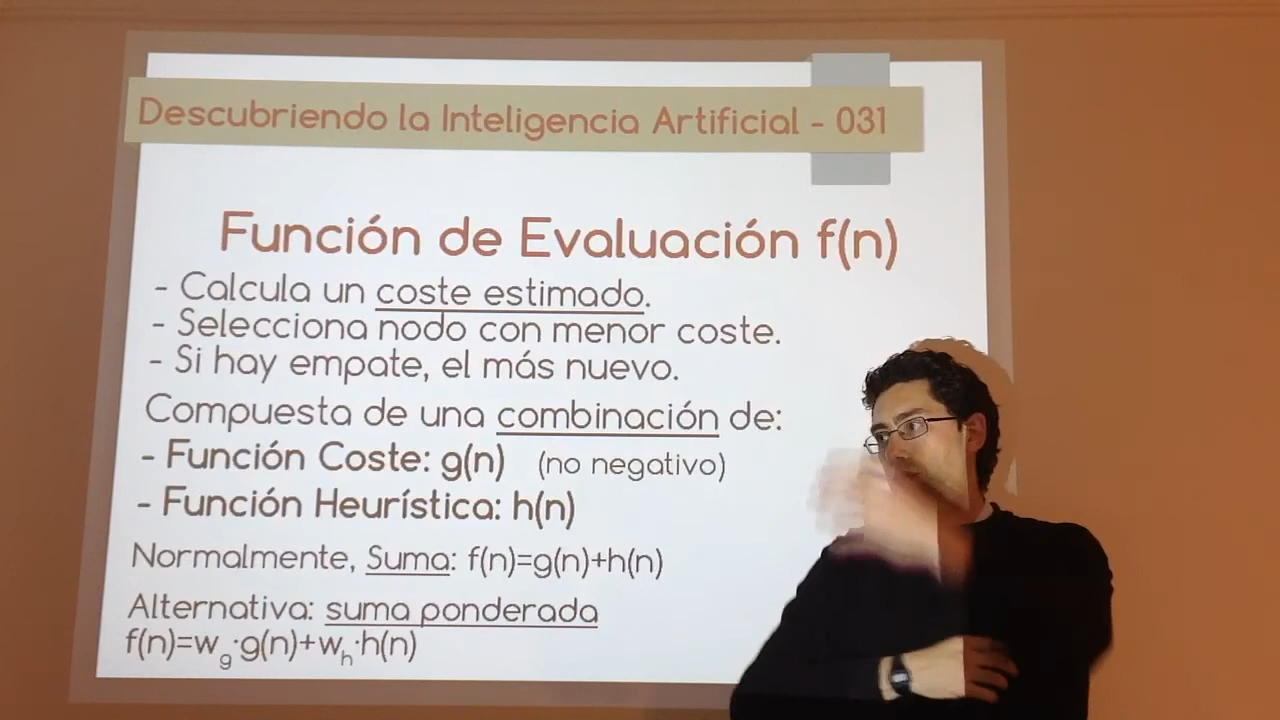 Descubriendo la Inteligencia Artificial - 031
Función de Evaluación f(n)
- Calcula un coste estimado.
- Selecciona nodo con menor coste.
- Si hay empate, el más nuevo.
Compuesta de una combinación de:
- Función Coste: g(n) (no negativo)
- Función Heurística: h(n)
Normalmente, Suma: f(n)=g(n)+h(n)
Alternativa: suma ponderada
f(n)=w_g·g(n)+w_h·h(n)